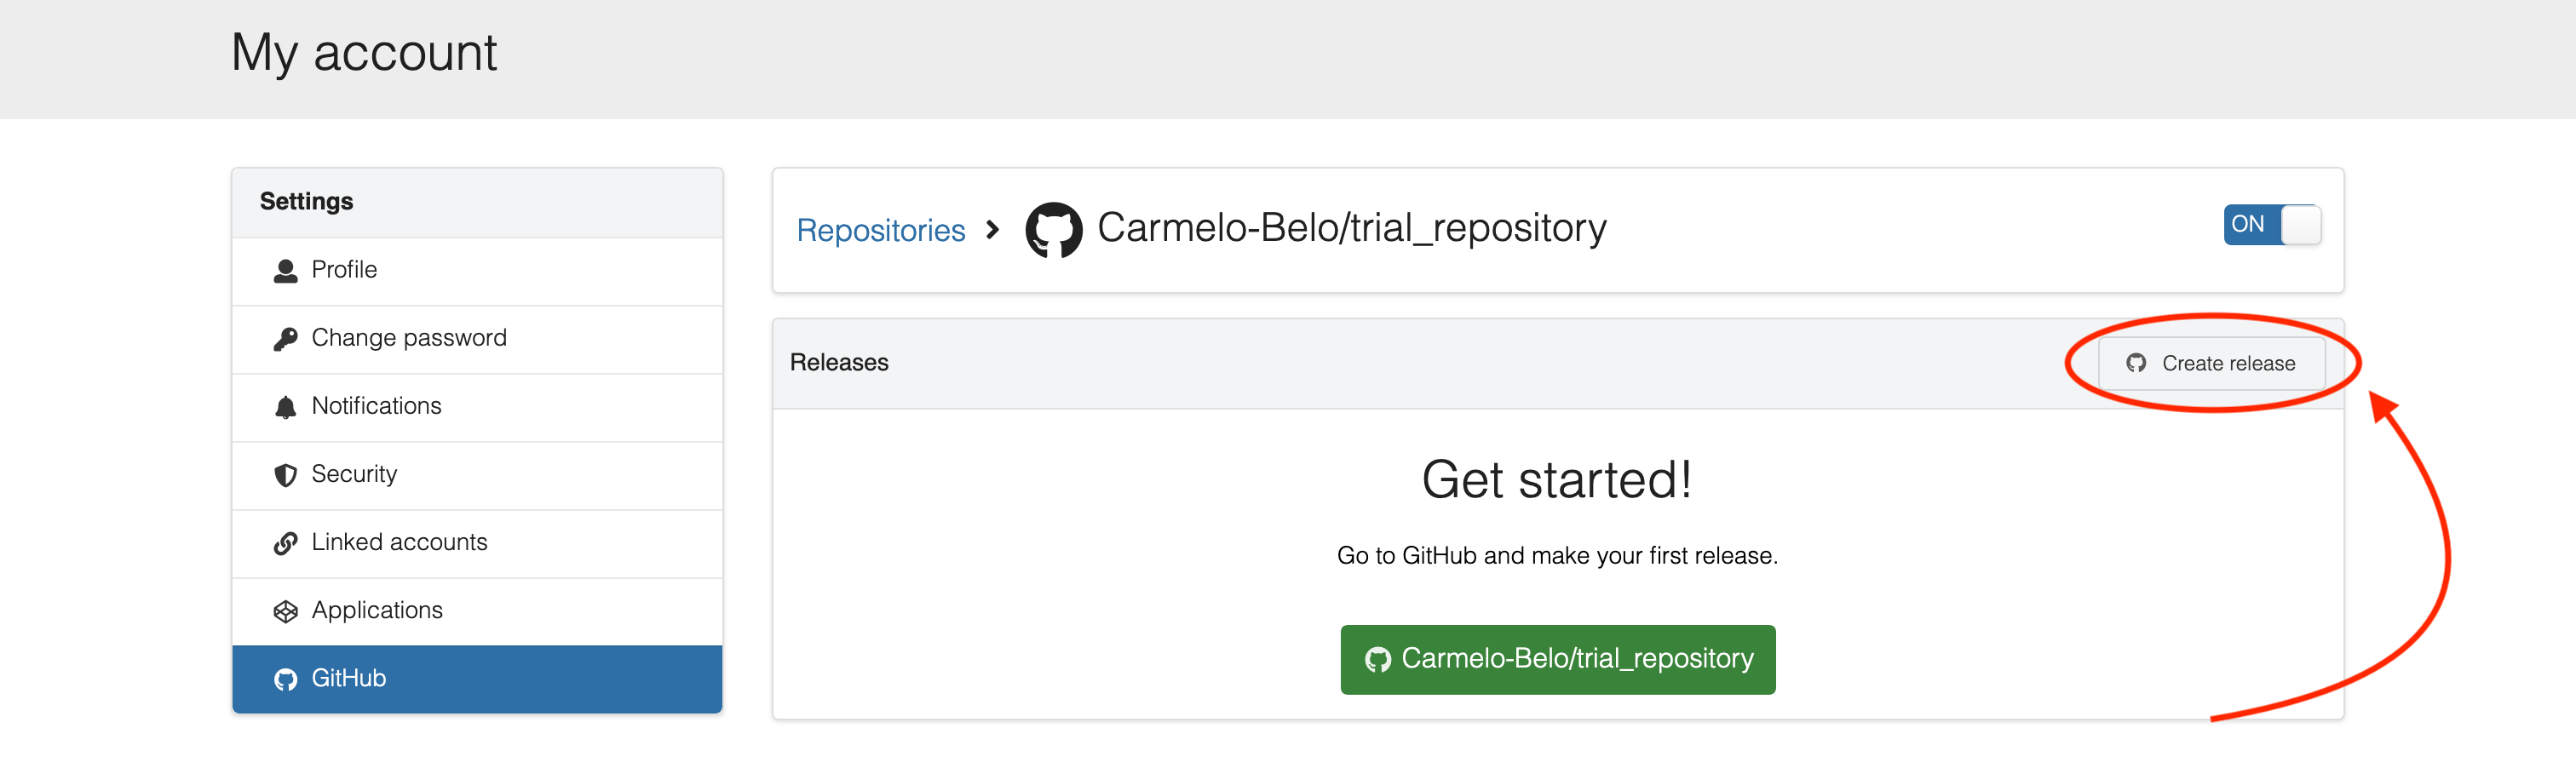 My account
Settings
Profile
Change password
Notifications
Security
Linked accounts
Applications
GitHub
Repositories
Carmelo-Belo/trial_repository
ON
Releases
Create release
Get started!
Go to GitHub and make your first release.
Carmelo-Belo/trial_repository